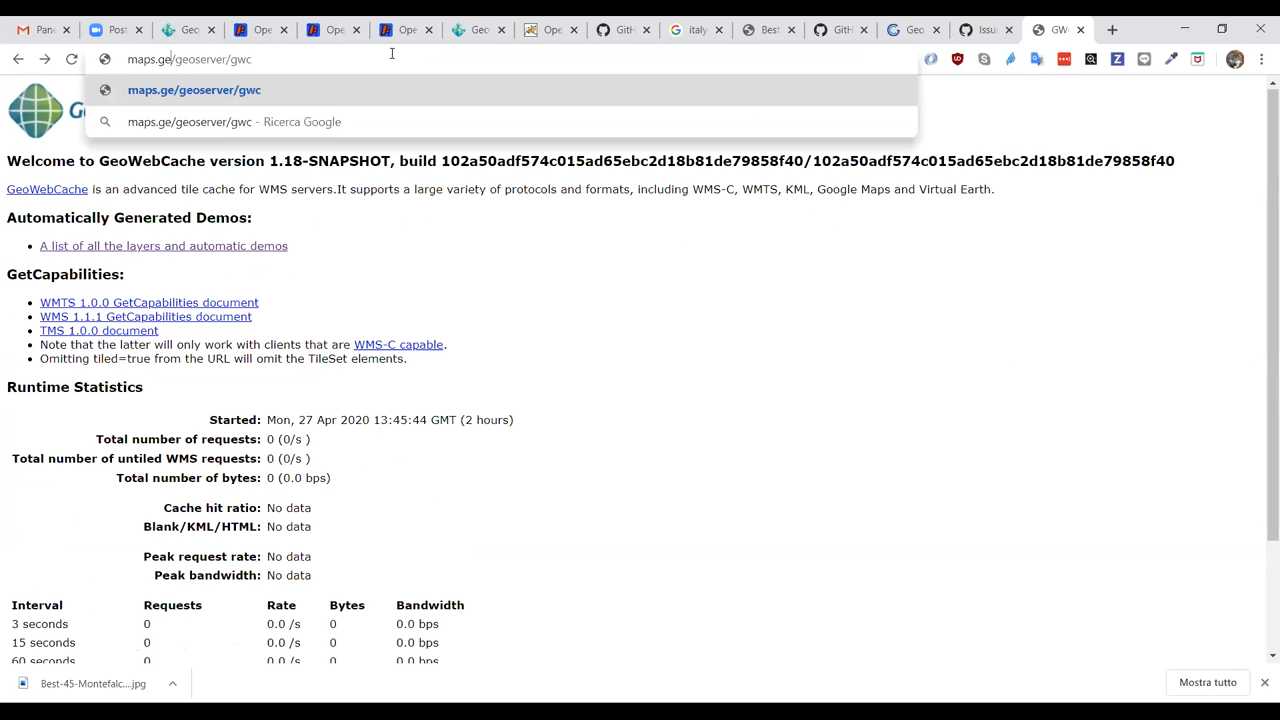 Pan
Post
Geo
Ope
Ope
Ope
Geo
Ope
GitH
italy
Best
GitH
Geo
Issu
GW
maps.ge/geoserver/gwc
maps.ge/geoserver/gwc
maps.ge/geoserver/gwc - Ricerca Google
Welcome to GeoWebCache version 1.18-SNAPSHOT, build 102a50adf574c015ad65ebc2d18b81de79858f40/102a50adf574c015ad65ebc2d18b81de79858f40
GeoWebCache is an advanced tile cache for WMS servers.It supports a large variety of protocols and formats, including WMS-C, WMTS, KML, Google Maps and Virtual Earth.
Automatically Generated Demos:
• A list of all the layers and automatic demos
GetCapabilities:
• WMTS 1.0.0 GetCapabilities document
• WMS 1.1.1 GetCapabilities document
• TMS 1.0.0 document
• Note that the latter will only work with clients that are WMS-C capable.
• Omitting tiled=true from the URL will omit the TileSet elements.
Runtime Statistics
Started: Mon, 27 Apr 2020 13:45:44 GMT (2 hours)
Total number of requests: 0 (0/s )
Total number of untiled WMS requests: 0 (0/s )
Total number of bytes: 0 (0.0 bps)
Cache hit ratio: No data
Blank/KML/HTML: No data
Peak request rate: No data
Peak bandwidth: No data
Interval Requests Rate Bytes Bandwidth
3 seconds 0 0.0 /s 0 0.0 bps
15 seconds 0 0.0 /s 0 0.0 bps
60 seconds 0 0.0 /s 0 0.0 bps
Best-45-Montefalc....jpg
Mostra tutto